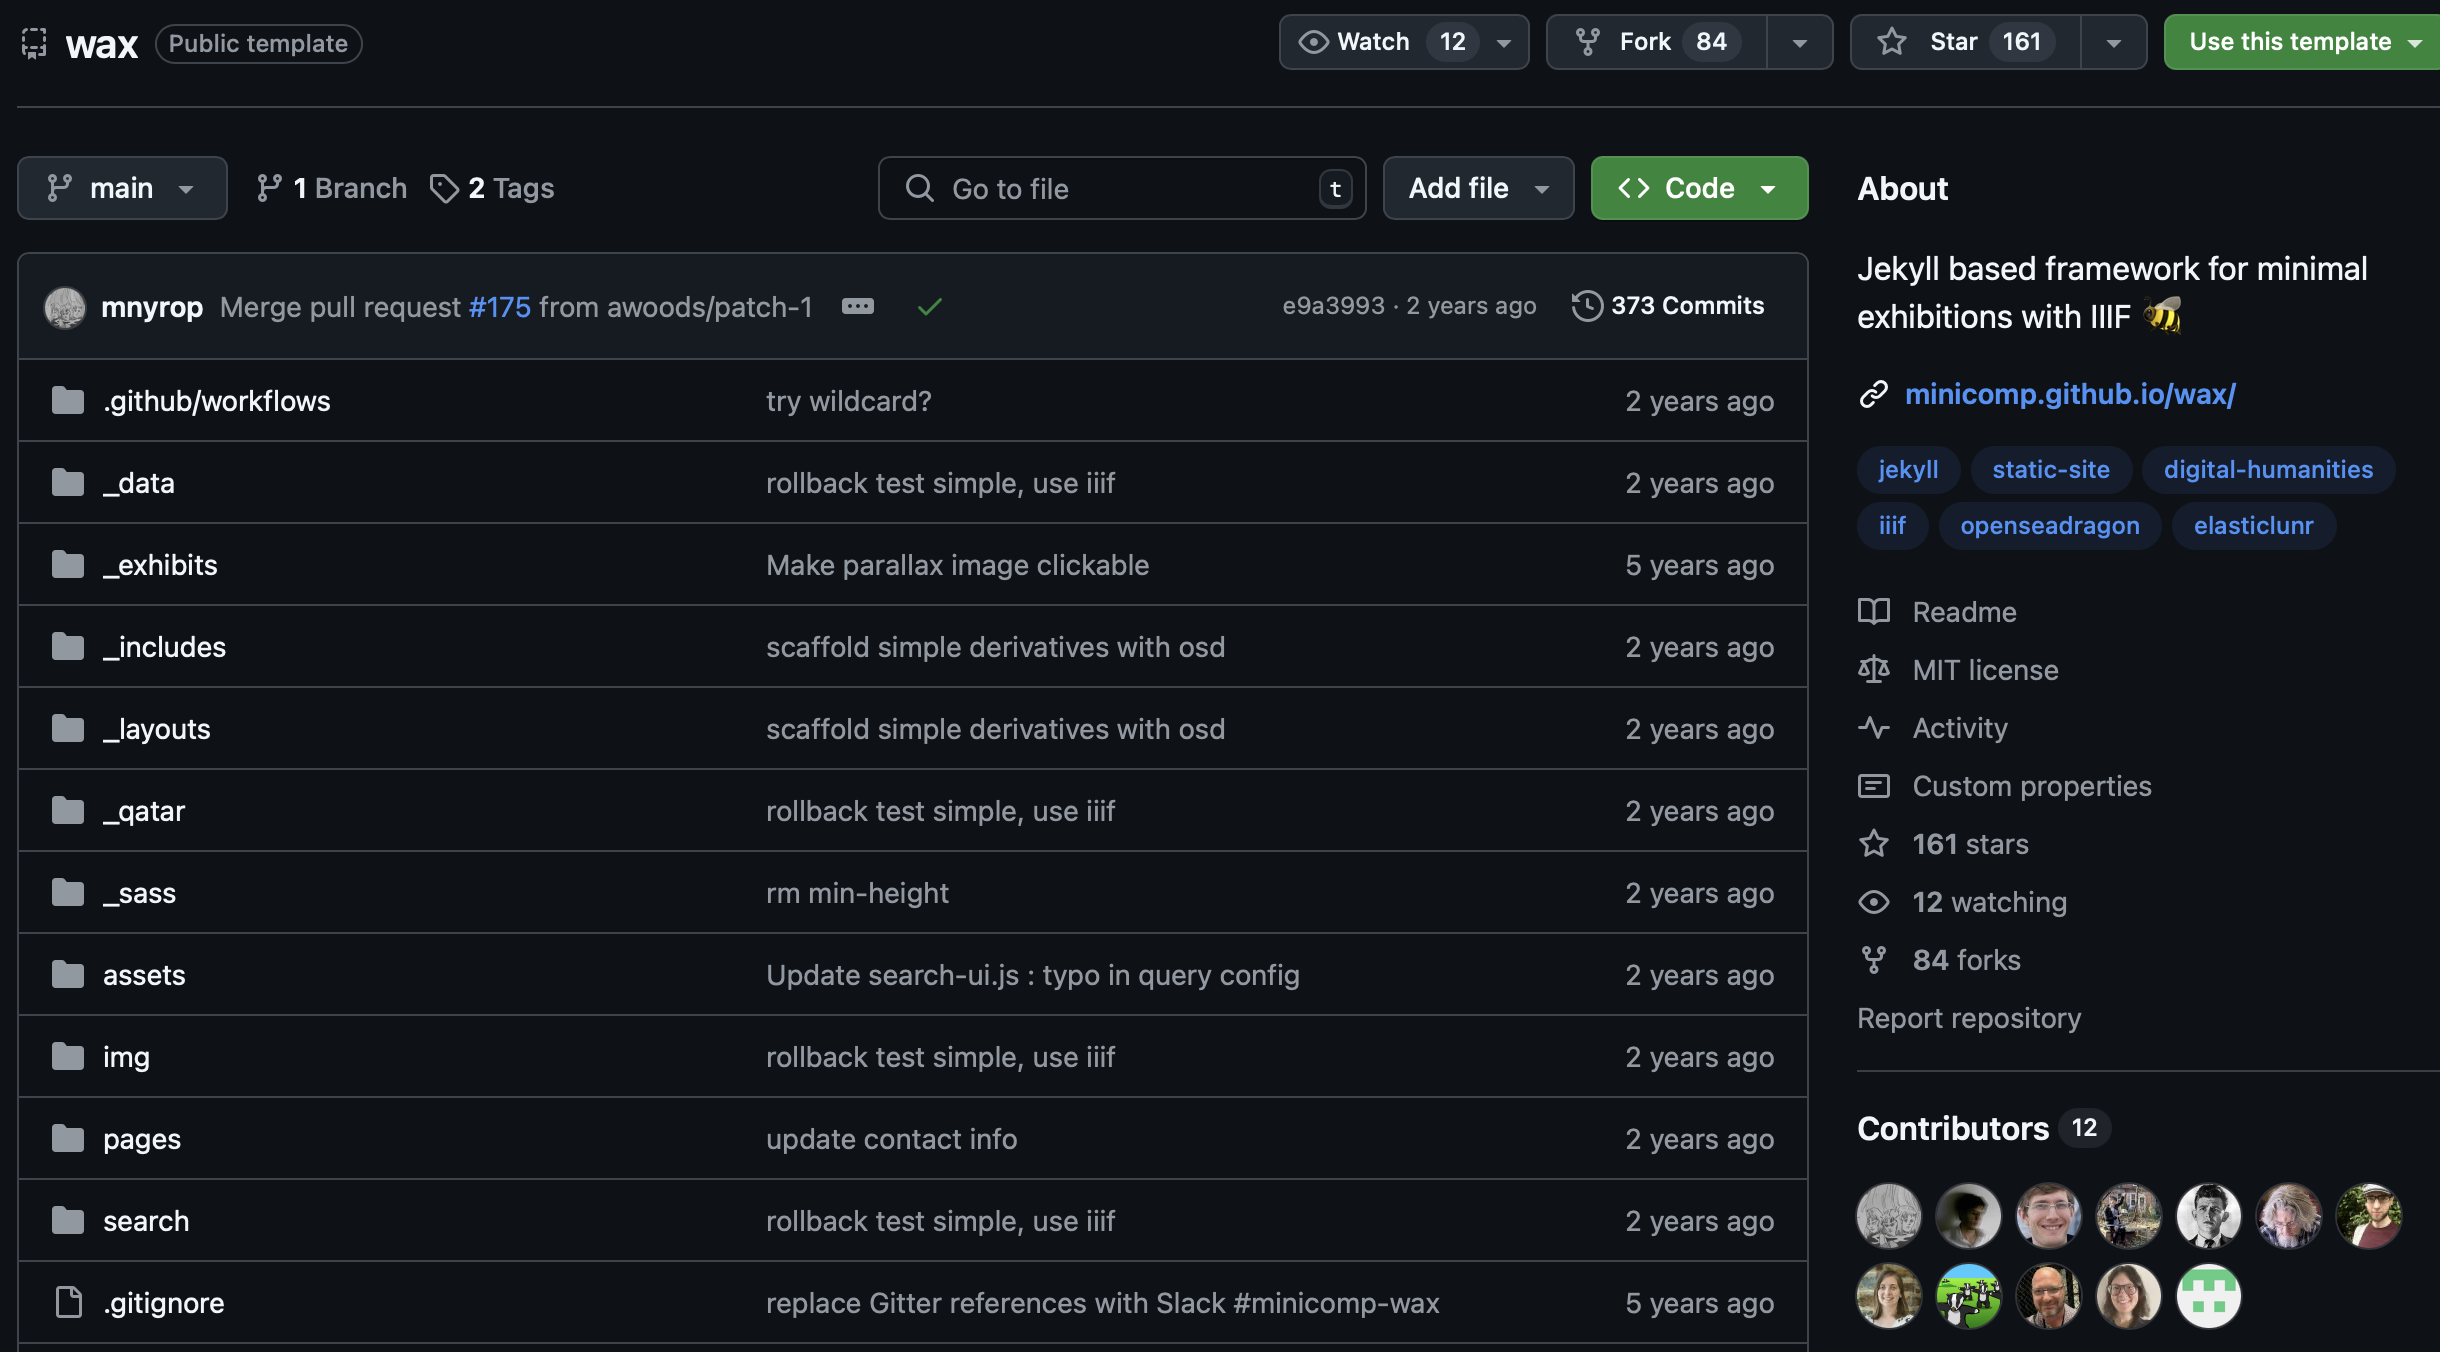 wax Public template Watch 12 Fork 84 Star 161 Use this template
main 1 Branch 2 Tags Go to file t Add file Code
mnyrop Merge pull request #175 from awoods/patch-1 e9a3993 · 2 years ago 373 Commits
.github/workflows try wildcard? 2 years ago
_data rollback test simple, use iiif 2 years ago
_exhibits Make parallax image clickable 5 years ago
_includes scaffold simple derivatives with osd 2 years ago
_layouts scaffold simple derivatives with osd 2 years ago
_qatar rollback test simple, use iiif 2 years ago
_sass rm min-height 2 years ago
assets Update search-ui.js : typo in query config 2 years ago
img rollback test simple, use iiif 2 years ago
pages update contact info 2 years ago
search rollback test simple, use iiif 2 years ago
.gitignore replace Gitter references with Slack #minicomp-wax 5 years ago
About
Jekyll based framework for minimal
exhibitions with IIIF 🐝
minicomp.github.io/wax/
jekyll static-site digital-humanities
iiif openseadragon elasticlunr
Readme
MIT license
Activity
Custom properties
161 stars
12 watching
84 forks
Report repository
Contributors 12